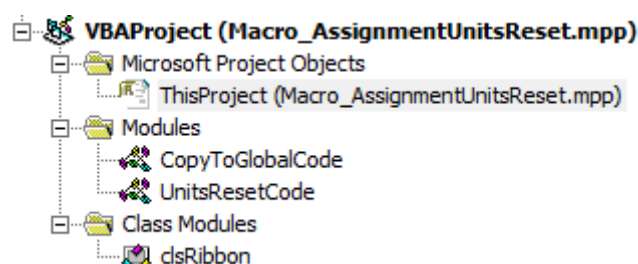 VBAProject (Macro_AssignmentUnitsReset.mpp)
Microsoft Project Objects
ThisProject (Macro_AssignmentUnitsReset.mpp)
Modules
CopyToGlobalCode
UnitsResetCode
Class Modules
clsRibbon